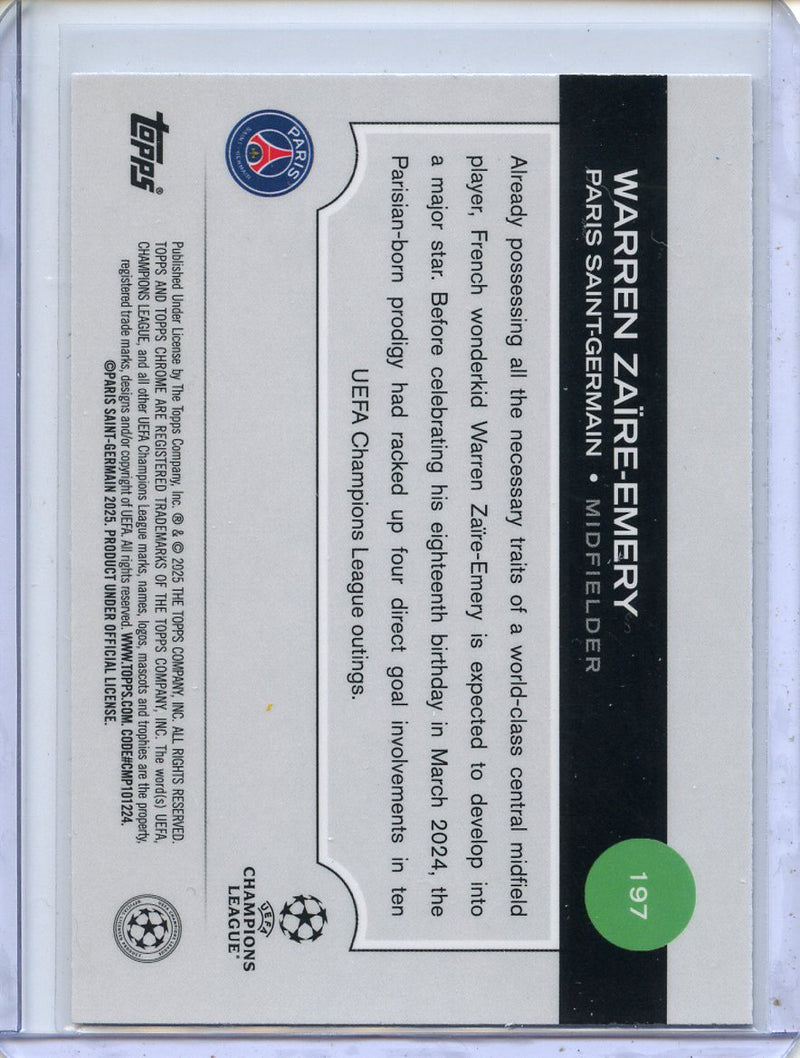 197
WARREN ZAÏRE-EMERY
PARIS SAINT-GERMAIN • MIDFIELDER
Already possessing all the necessary traits of a world-class central midfield
player, French wonderkid Warren Zaïre-Emery is expected to develop into
a major star. Before celebrating his eighteenth birthday in March 2024, the
Parisian-born prodigy had racked up four direct goal involvements in ten
UEFA Champions League outings.
PARIS
SAINT-GERMAIN
UEFA
CHAMPIONS
LEAGUE®
topps®
Published Under License by The Topps Company, Inc. ® & © 2025 THE TOPPS COMPANY, INC. ALL RIGHTS RESERVED.
TOPPS AND TOPPS CHROME ARE REGISTERED TRADEMARKS OF THE TOPPS COMPANY, INC. The word(s) UEFA,
CHAMPIONS LEAGUE, and all other UEFA Champions League marks, names, logos, mascots and trophies are the property,
registered trade marks, designs and/or copyright of UEFA. All rights reserved. WWW.TOPPS.COM. CODE#CMP101224.
©PARIS SAINT-GERMAIN 2025. PRODUCT UNDER OFFICIAL LICENSE.